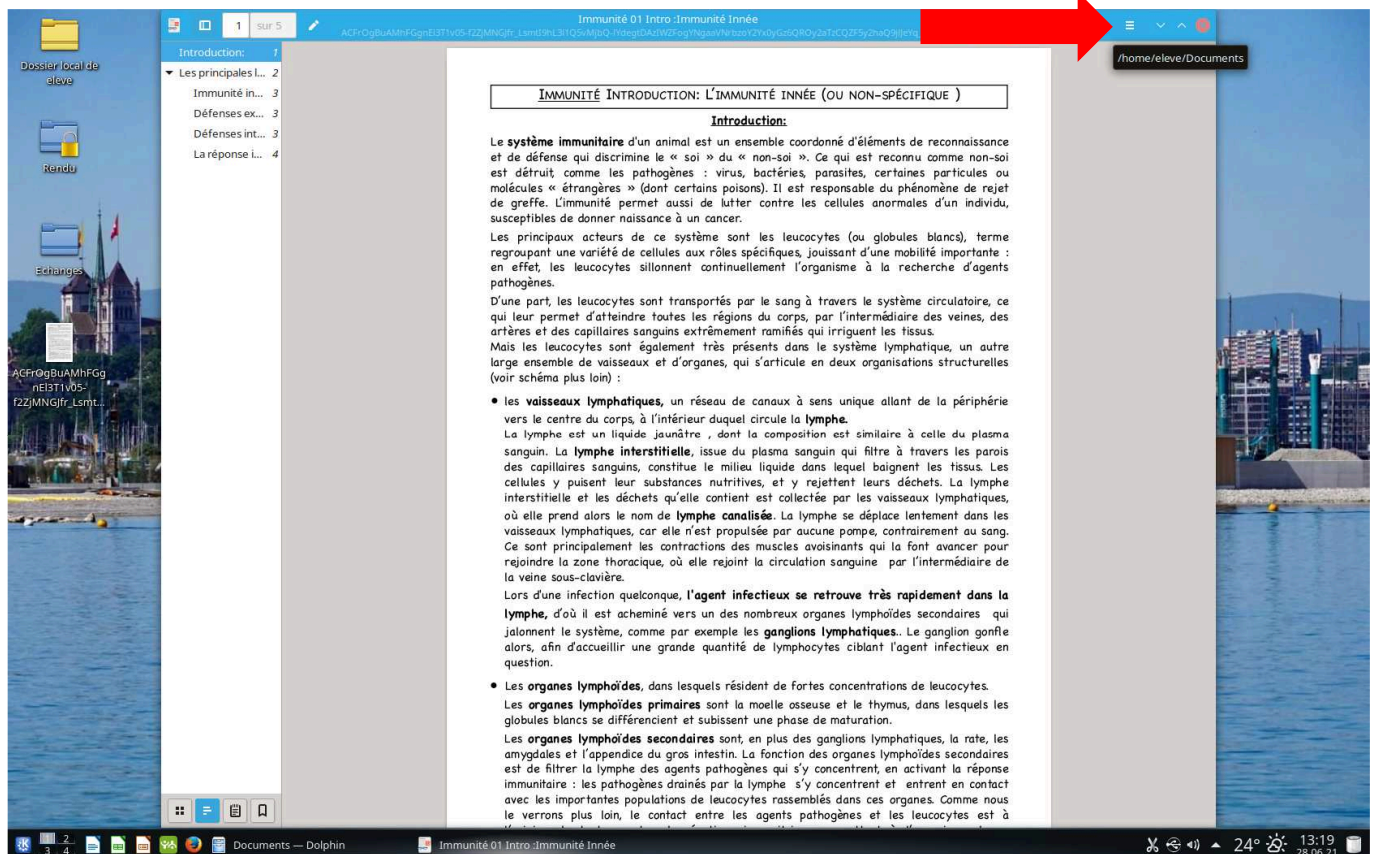 1 sur 5
Immunité 01 Intro :Immunité Innée
/home/eleve/Documents
Dossier local de
eleve
Rendu
Echanges
ACFrOgBuAMhFGg
nEl3T1v05-
f2ZjMNGJfr_Lsmt...
Introduction: 1
Les principales l... 2
Immunité in... 3
Défenses ex... 3
Défenses int... 3
La réponse i... 4
IMMUNITÉ INTRODUCTION: L'IMMUNITÉ INNÉE (OU NON-SPÉCIFIQUE )
Introduction:
Le système immunitaire d'un animal est un ensemble coordonné d'éléments de reconnaissance
et de défense qui discrimine le « soi » du « non-soi ». Ce qui est reconnu comme non-soi
est détruit, comme les pathogènes : virus, bactéries, parasites, certaines particules ou
molécules « étrangères » (dont certains poisons). Il est responsable du phénomène de rejet
de greffe. L'immunité permet aussi de lutter contre les cellules anormales d'un individu,
susceptibles de donner naissance à un cancer.
Les principaux acteurs de ce système sont les leucocytes (ou globules blancs), terme
regroupant une variété de cellules aux rôles spécifiques, jouissant d'une mobilité importante :
en effet, les leucocytes sillonnent continuellement l'organisme à la recherche d'agents
pathogènes.
D'une part, les leucocytes sont transportés par le sang à travers le système circulatoire, ce
qui leur permet d'atteindre toutes les régions du corps, par l'intermédiaire des veines, des
artères et des capillaires sanguins extrêmement ramifiés qui irriguent les tissus.
Mais les leucocytes sont également très présents dans le système lymphatique, un autre
large ensemble de vaisseaux et d'organes, qui s'articule en deux organisations structurelles
(voir schéma plus loin) :
• les vaisseaux lymphatiques, un réseau de canaux à sens unique allant de la périphérie
vers le centre du corps, à l'intérieur duquel circule la lymphe.
La lymphe est un liquide jaunâtre , dont la composition est similaire à celle du plasma
sanguin. La lymphe interstitielle, issue du plasma sanguin qui filtre à travers les parois
des capillaires sanguins, constitue le milieu liquide dans lequel baignent les tissus. Les
cellules y puisent leur substances nutritives, et y rejettent leurs déchets. La lymphe
interstitielle et les déchets qu'elle contient est collectée par les vaisseaux lymphatiques,
où elle prend alors le nom de lymphe canalisée. La lymphe se déplace lentement dans les
vaisseaux lymphatiques, car elle n'est propulsée par aucune pompe, contrairement au sang.
Ce sont principalement les contractions des muscles avoisinants qui la font avancer pour
rejoindre la zone thoracique, où elle rejoint la circulation sanguine par l'intermédiaire de
la veine sous-clavière.
Lors d'une infection quelconque, l'agent infectieux se retrouve très rapidement dans la
lymphe, d'où il est acheminé vers un des nombreux organes lymphoïdes secondaires qui
jalonnent le système, comme par exemple les ganglions lymphatiques.. Le ganglion gonfle
alors, afin d'accueillir une grande quantité de lymphocytes ciblant l'agent infectieux en
question.
• Les organes lymphoïdes, dans lesquels résident de fortes concentrations de leucocytes.
Les organes lymphoïdes primaires sont la moelle osseuse et le thymus, dans lesquels les
globules blancs se différencient et subissent une phase de maturation.
Les organes lymphoïdes secondaires sont, en plus des ganglions lymphatiques, la rate, les
amygdales et l'appendice du gros intestin. La fonction des organes lymphoïdes secondaires
est de filtrer la lymphe des agents pathogènes qui s'y concentrent, en activant la réponse
immunitaire : les pathogènes drainés par la lymphe s'y concentrent et entrent en contact
avec les importantes populations de leucocytes rassemblés dans ces organes. Comme nous
le verrons plus loin, le contact entre les agents pathogènes et les leucocytes est à
1 2
3 4
Documents — Dolphin
Immunité 01 Intro :Immunité Innée
24°
13:19
28.06.21